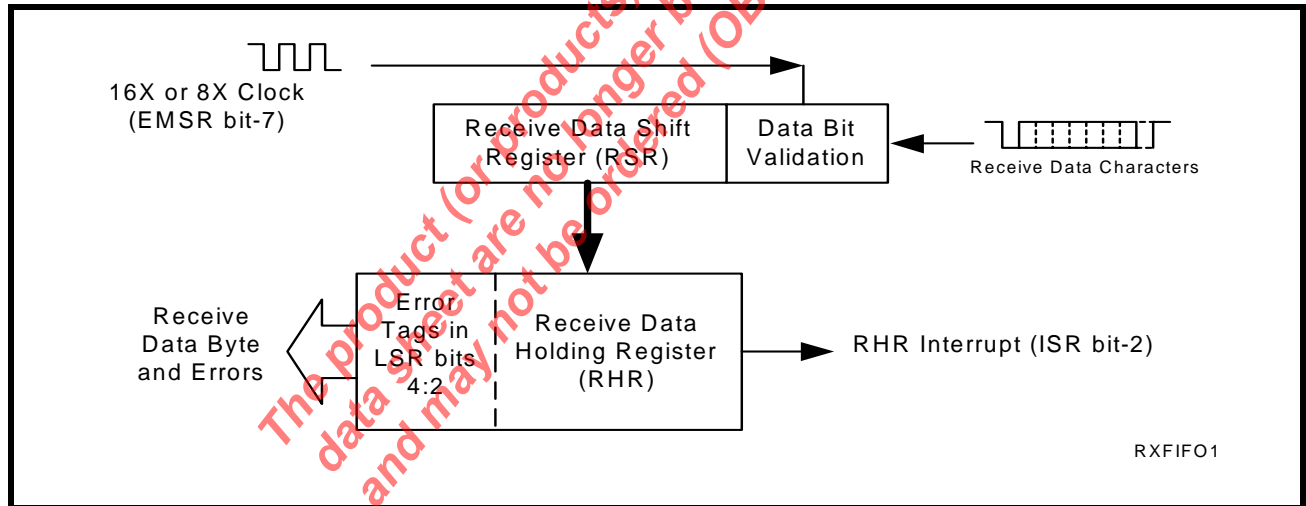 16X or 8X Clock
(EMSR bit-7)
Receive Data Shift
Register (RSR)
Data Bit
Validation
Receive Data Characters
Receive
Data Byte
and Errors
Error
Tags in
LSR bits
4:2
Receive Data
Holding Register
(RHR)
RHR Interrupt (ISR bit-2)
RXFIFO1
The product (or products)
data sheet are no longer b
and may not be ordered (OB